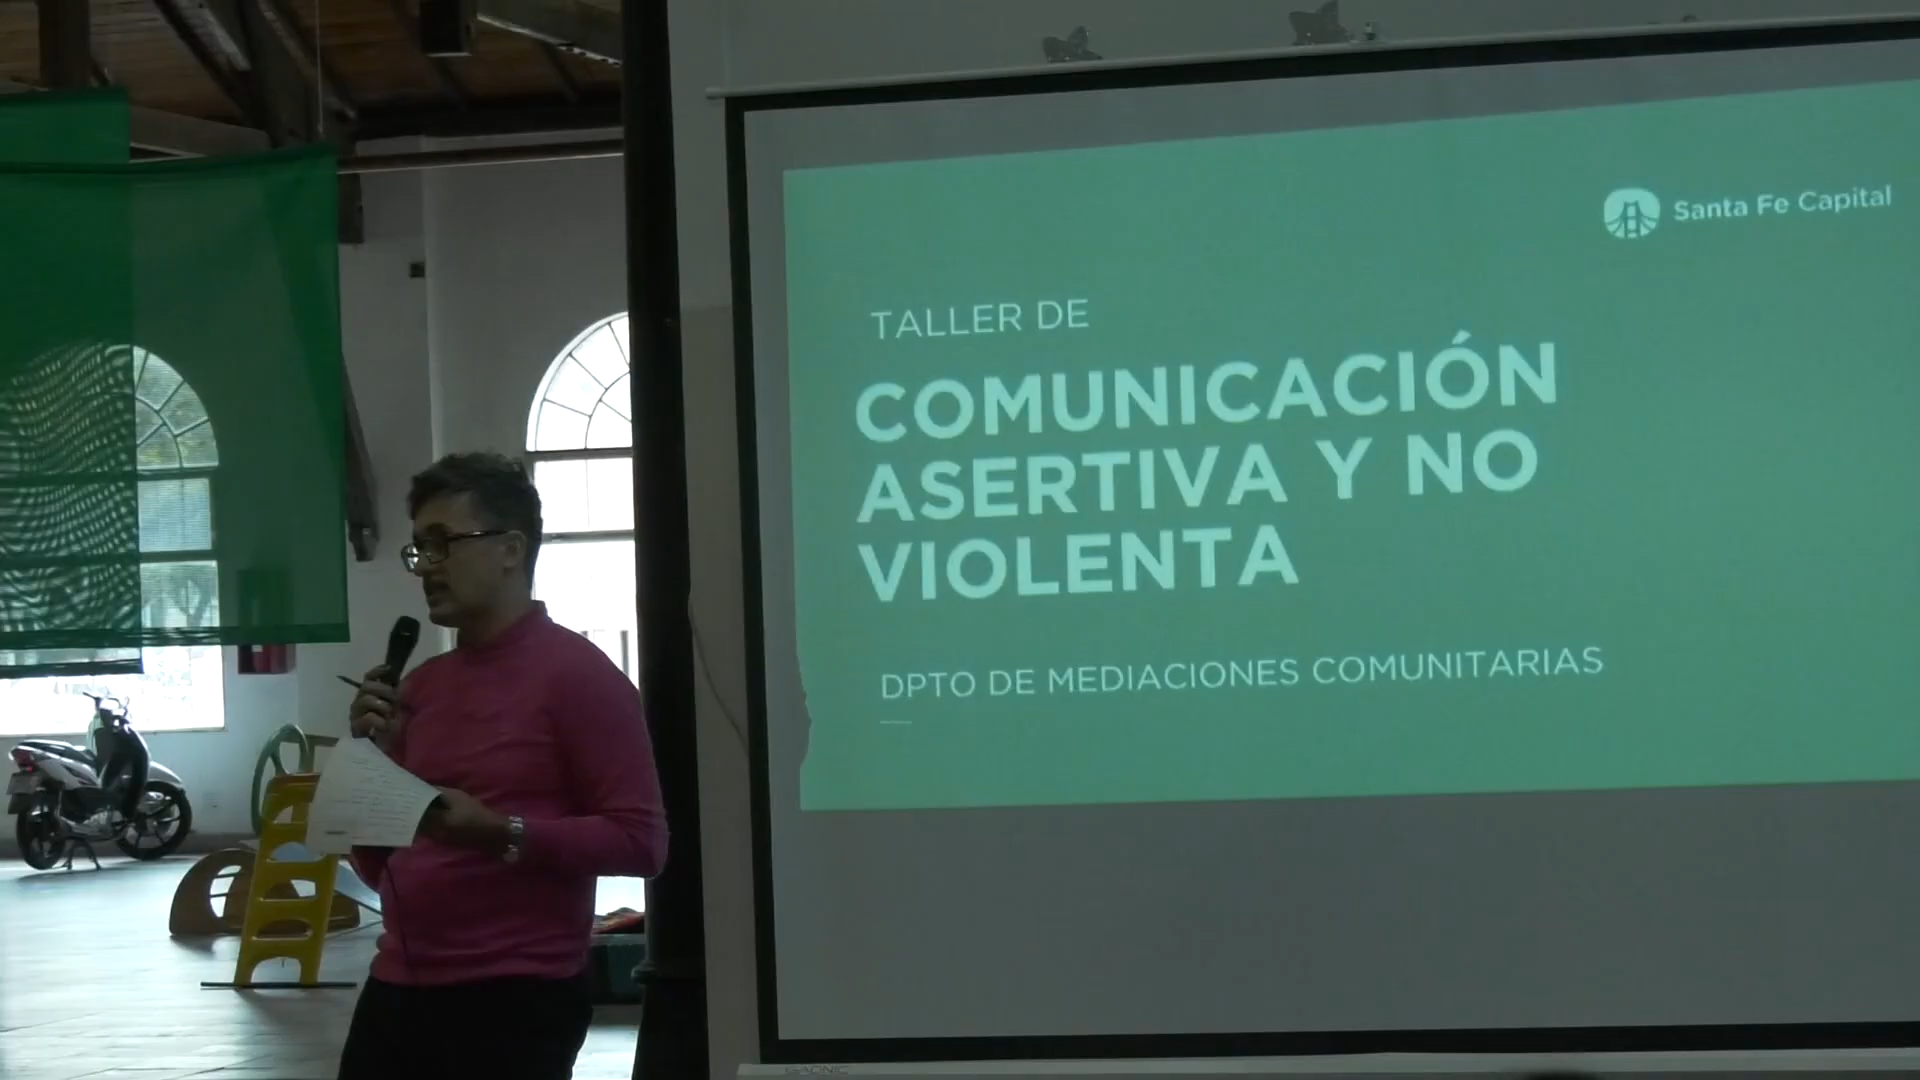 Santa Fe Capital
TALLER DE
COMUNICACIÓN
ASERTIVA Y NO
VIOLENTA
DPTO DE MEDIACIONES COMUNITARIAS